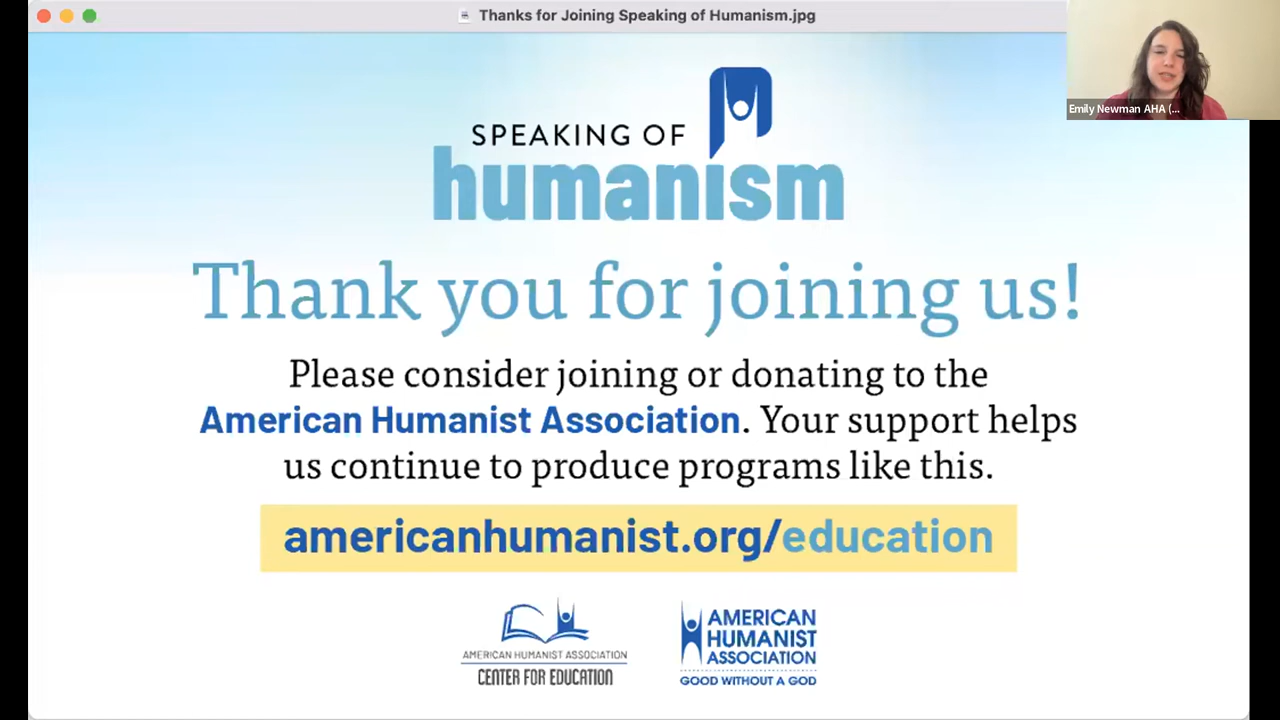 Thanks for Joining Speaking of Humanism.jpg
Emily Newman AHA (...
SPEAKING OF
humanism
Thank you for joining us!
Please consider joining or donating to the
American Humanist Association. Your support helps
us continue to produce programs like this.
americanhumanist.org/education
AMERICAN HUMANIST ASSOCIATION
CENTER FOR EDUCATION
AMERICAN
HUMANIST
ASSOCIATION
GOOD WITHOUT A GOD